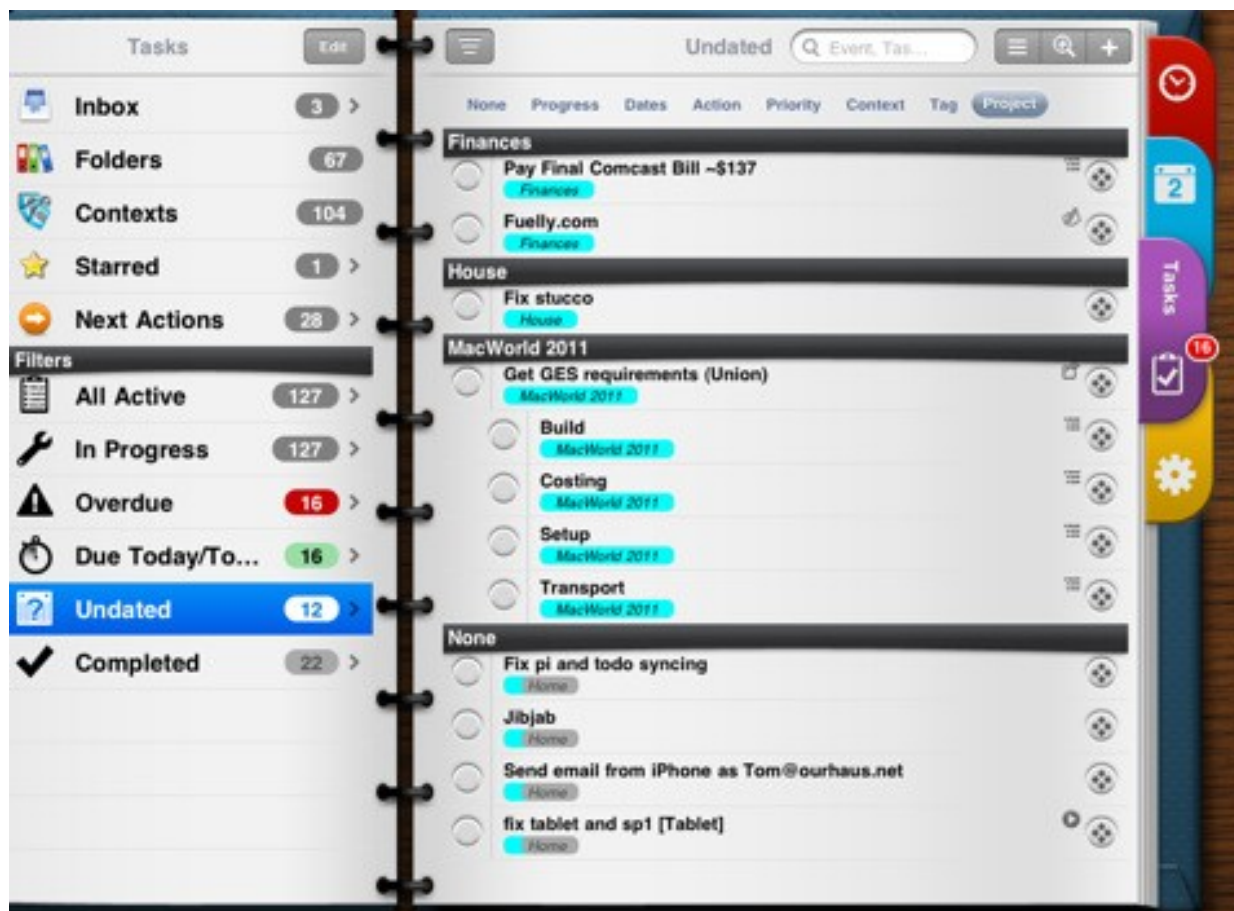 Tasks
Edit
Inbox 3
Folders 67
Contexts 104
Starred 1
Next Actions 28
Filters
All Active 127
In Progress 127
Overdue 16
Due Today/To... 16
Undated 12
Completed 22
Undated
Event, Tas...
None Progress Dates Action Priority Context Tag Project
Finances
Pay Final Comcast Bill ~$137
Finances
Fuelly.com
Finances
House
Fix stucco
House
MacWorld 2011
Get GES requirements (Union)
MacWorld 2011
Build
MacWorld 2011
Costing
MacWorld 2011
Setup
MacWorld 2011
Transport
MacWorld 2011
None
Fix pi and todo syncing
Home
Jibjab
Home
Send email from iPhone as Tom@ourhaus.net
Home
fix tablet and sp1 [Tablet]
Home
2
Tasks
16